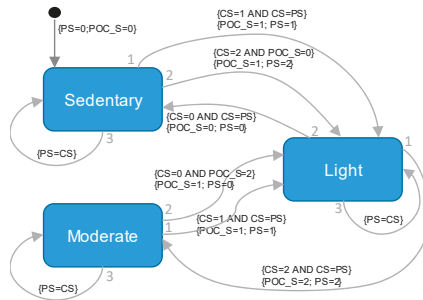 {PS=0;POC_S=0}
{CS=1 AND CS=PS}
{POC_S=1; PS=1}
1
{CS=2 AND POC_S=0}
{POC_S=1; PS=2}
2
Sedentary
{CS=0 AND CS=PS}
{POC_S=0; PS=0}
3
2
1
{PS=CS}
Light
{CS=0 AND POC_S=2}
{POC_S=1; PS=0}
3
2
{CS=1 AND CS=PS}
{POC_S=1; PS=1}
{PS=CS}
1
Moderate
{CS=2 AND CS=PS}
{POC_S=2; PS=2}
3
{PS=CS}